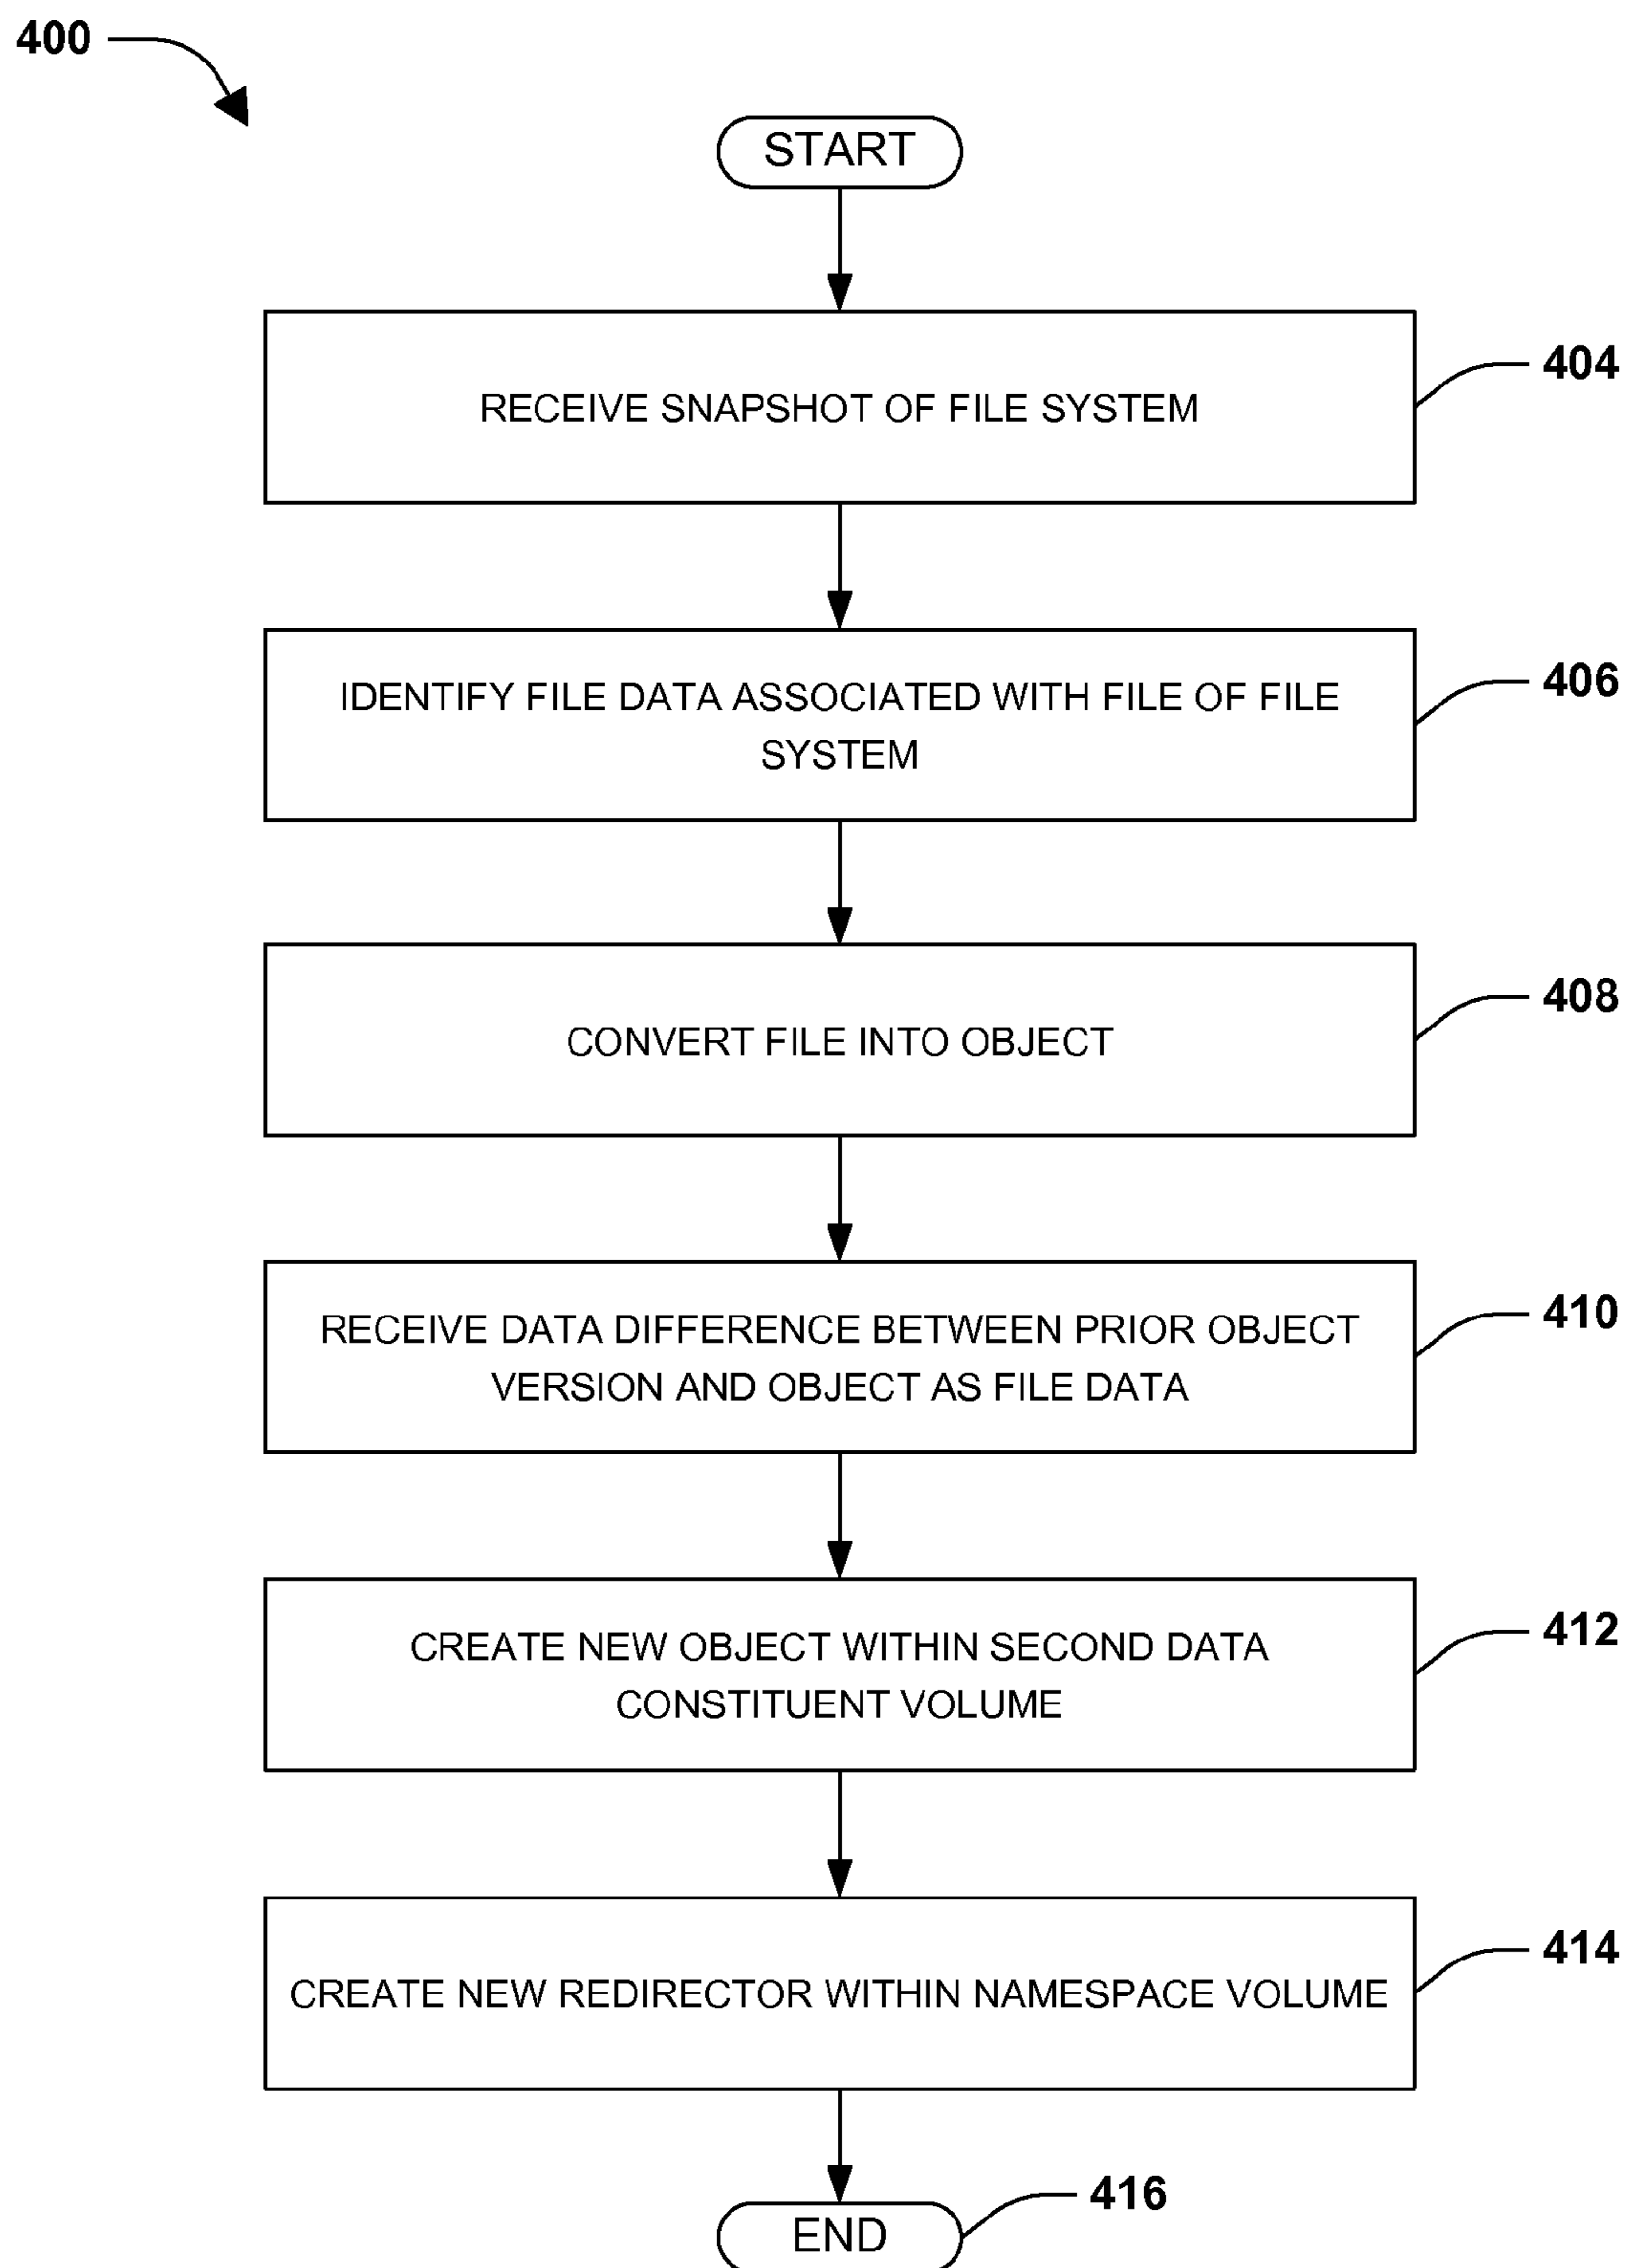 400
START
RECEIVE SNAPSHOT OF FILE SYSTEM
404
IDENTIFY FILE DATA ASSOCIATED WITH FILE OF FILE
SYSTEM
406
CONVERT FILE INTO OBJECT
408
RECEIVE DATA DIFFERENCE BETWEEN PRIOR OBJECT
VERSION AND OBJECT AS FILE DATA
410
CREATE NEW OBJECT WITHIN SECOND DATA
CONSTITUENT VOLUME
412
CREATE NEW REDIRECTOR WITHIN NAMESPACE VOLUME
414
END
416